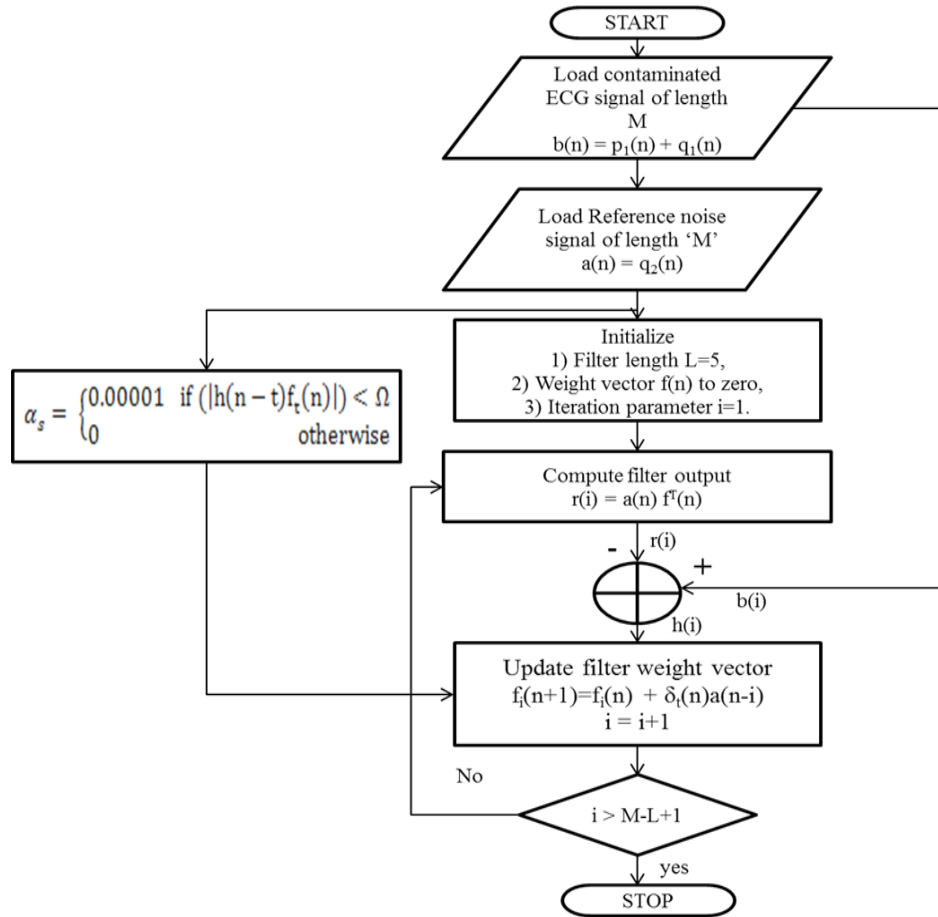 START
Load contaminated
ECG signal of length
M
b(n) = p₁(n) + q₁(n)
Load Reference noise
signal of length ‘M’
a(n) = q₂(n)
Initialize
1) Filter length L=5,
2) Weight vector f(n) to zero,
3) Iteration parameter i=1.
αₛ = {0.00001 if (|h(n − t)fₜ(n)|) < Ω
0 otherwise
Compute filter output
r(i) = a(n) fᵀ(n)
r(i)
-
+
b(i)
h(i)
Update filter weight vector
fᵢ(n+1)=fᵢ(n) + δₜ(n)a(n-i)
i = i+1
No
i > M-L+1
yes
STOP